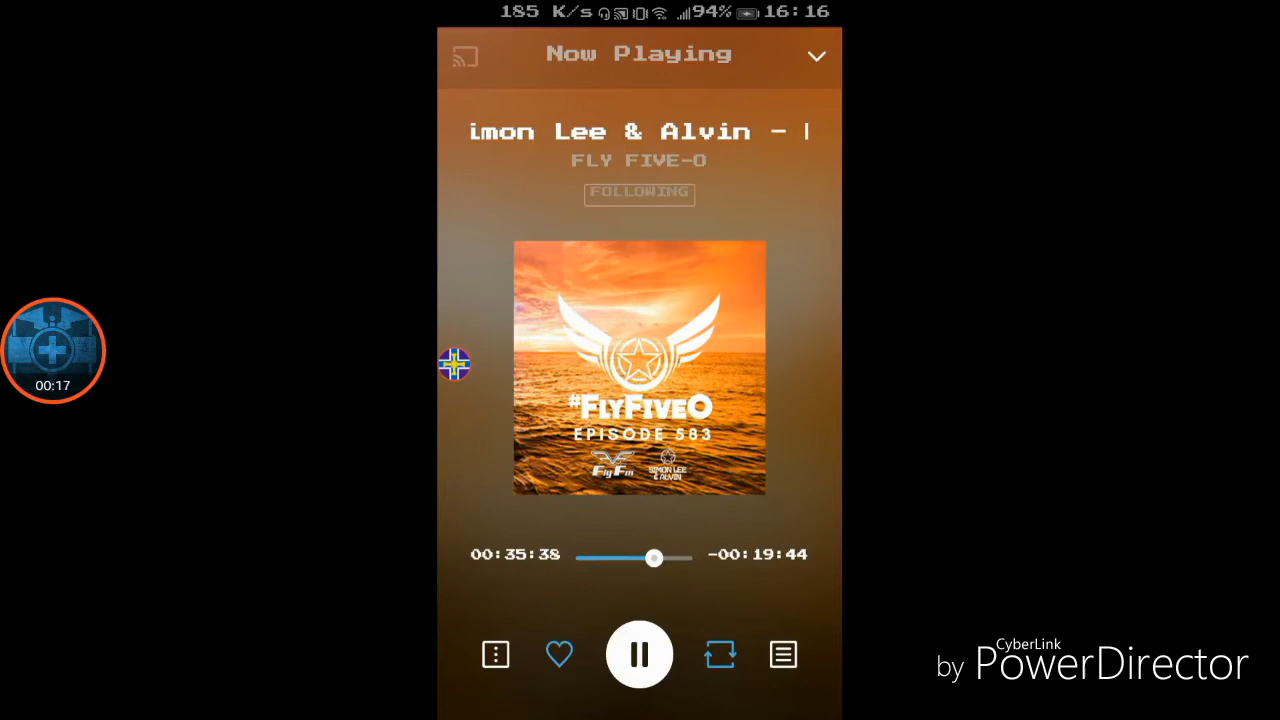 185 K/s 94% 16:16
Now Playing
imon Lee & Alvin -
FLY FIVE-O
FOLLOWING
#FLYFIVEO
EPISODE 583
FlyFm
SIMON LEE
& ALVIN
00:17
00:35:38 -00:19:44
CyberLink
by PowerDirector